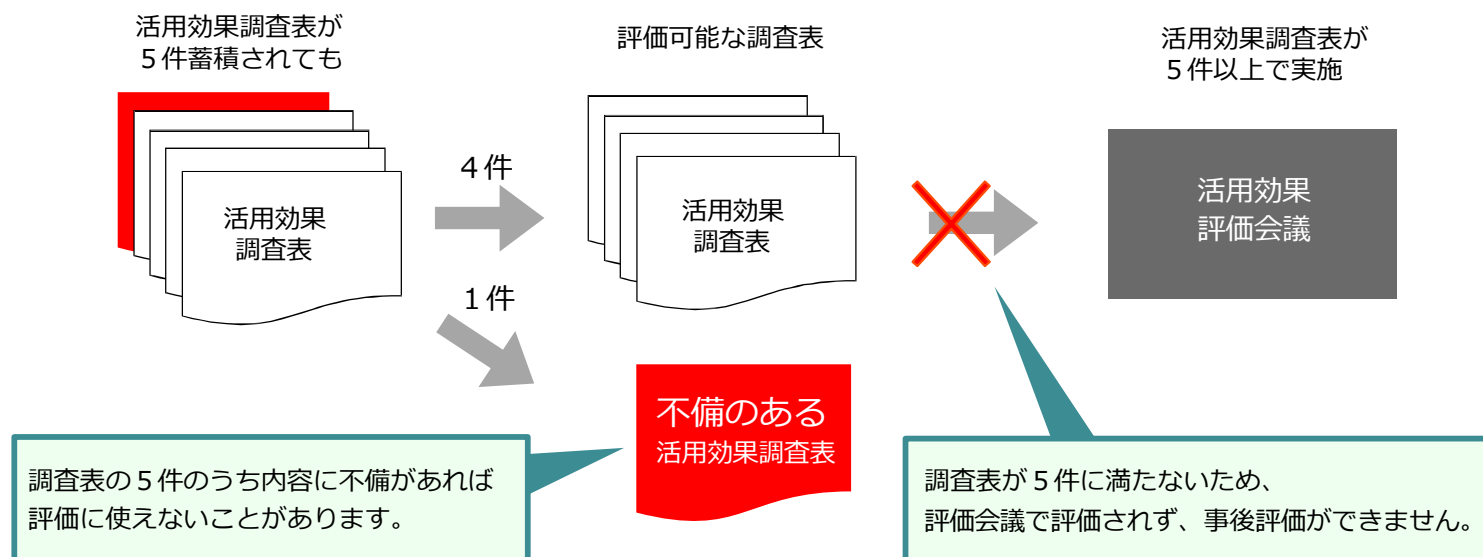 活用効果調査表が
５件蓄積されても
評価可能な調査表
活用効果調査表が
５件以上で実施
活用効果
調査表
４件
１件
活用効果
調査表
活用効果
評価会議
不備のある
活用効果調査表
調査表の５件のうち内容に不備があれば
評価に使えないことがあります。
調査表が５件に満たないため、
評価会議で評価されず、事後評価ができません。